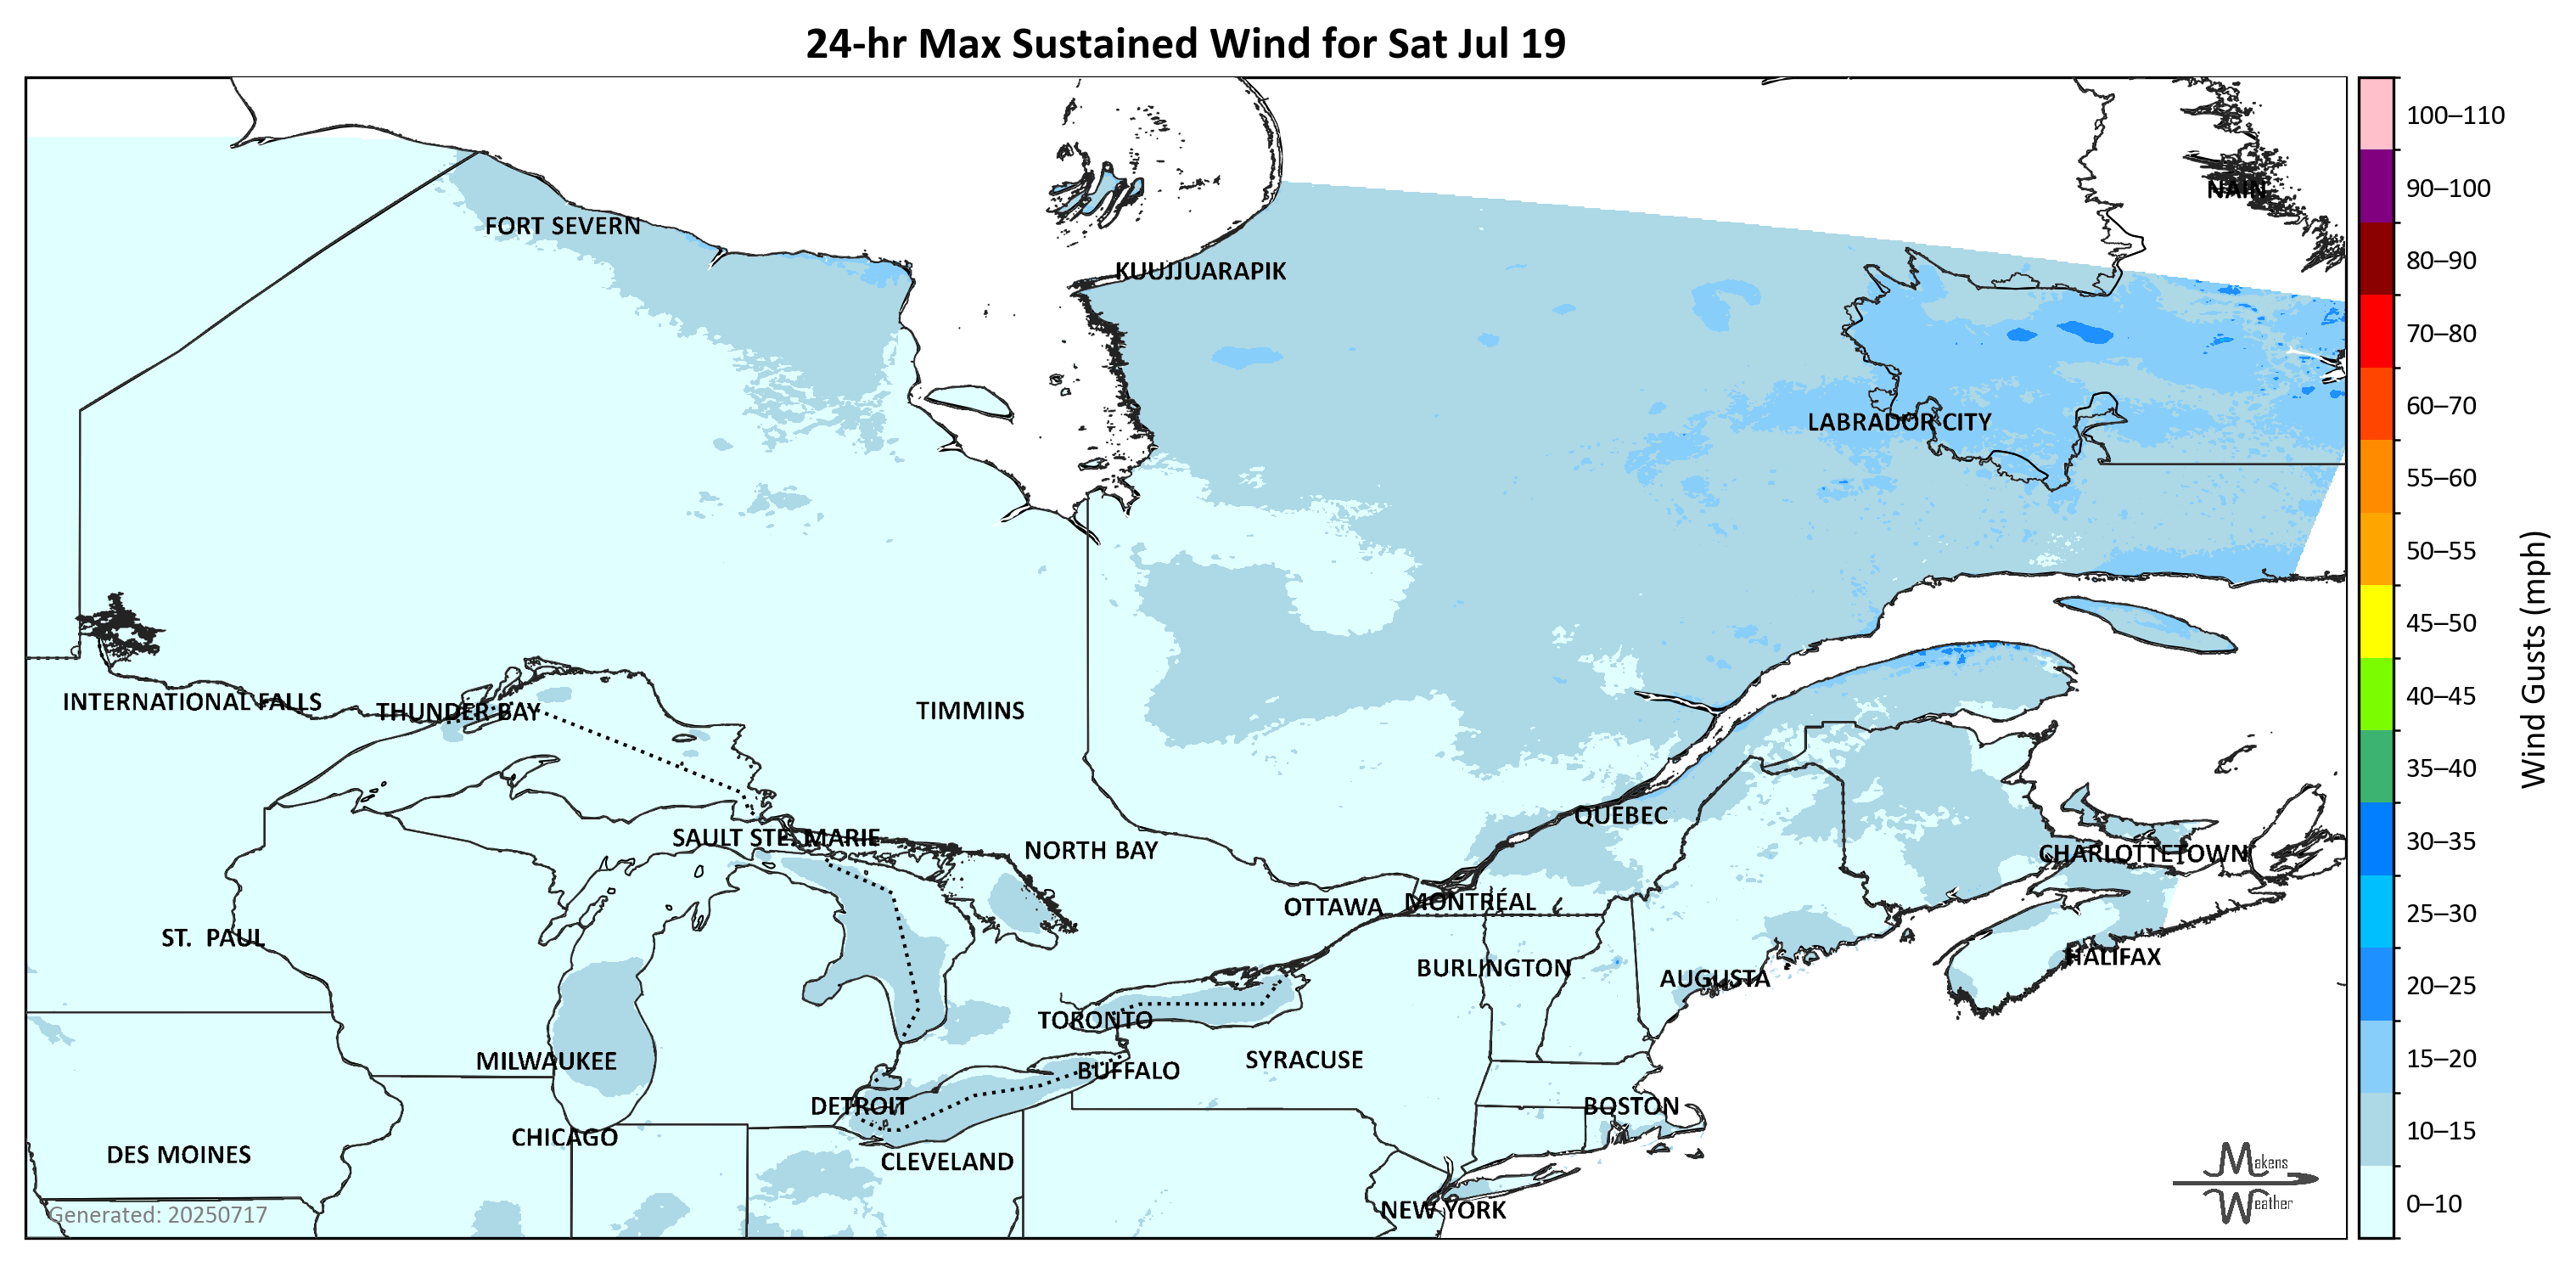 24-hr Max Sustained Wind for Sat Jul 19
100–110
90–100
80–90
70–80
60–70
55–60
50–55
45–50
40–45
35–40
30–35
25–30
20–25
15–20
10–15
0–10
Wind Gusts (mph)
NAIN
FORT SEVERN
KUUJJUARAPIK
LABRADOR CITY
INTERNATIONAL FALLS
THUNDER BAY
TIMMINS
QUÉBEC
SAULT STE. MARIE
NORTH BAY
CHARLOTTETOWN
OTTAWA
MONTRÉAL
ST. PAUL
HALIFAX
BURLINGTON
AUGUSTA
TORONTO
MILWAUKEE
SYRACUSE
BUFFALO
DETROIT
BOSTON
CHICAGO
DES MOINES
CLEVELAND
NEW YORK
Generated: 20250717
Makens
Weather